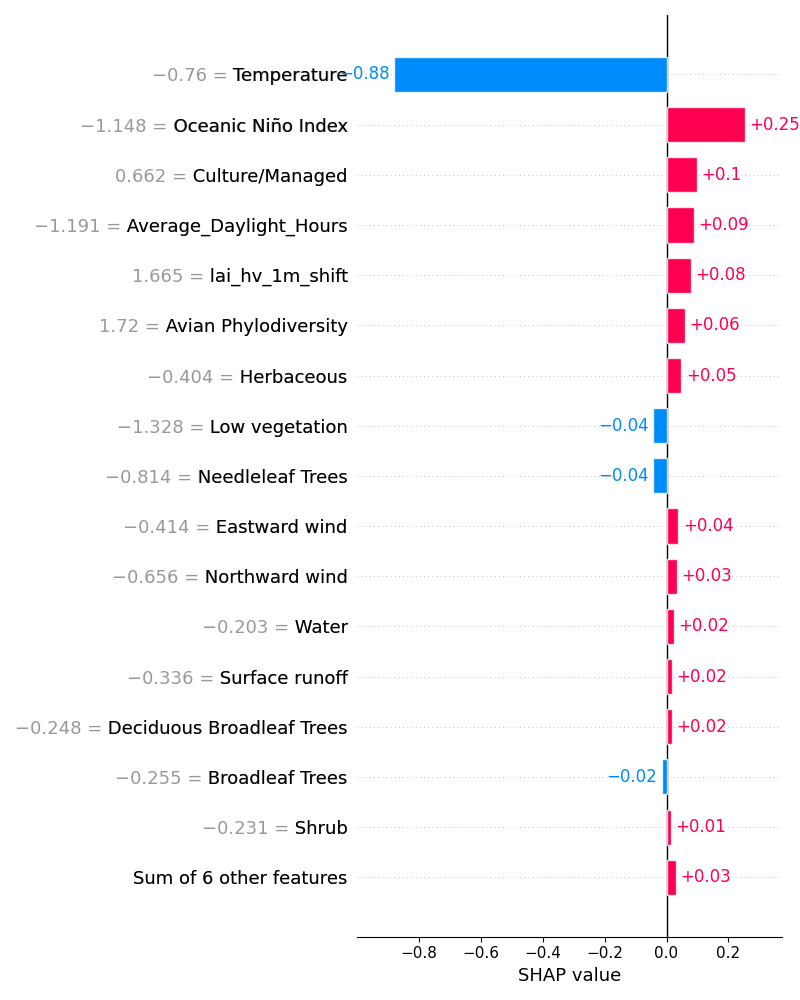 −0.76 = Temperature −0.88
−1.148 = Oceanic Niño Index +0.25
0.662 = Culture/Managed +0.1
−1.191 = Average_Daylight_Hours +0.09
1.665 = lai_hv_1m_shift +0.08
1.72 = Avian Phylodiversity +0.06
−0.404 = Herbaceous +0.05
−1.328 = Low vegetation −0.04
−0.814 = Needleleaf Trees −0.04
−0.414 = Eastward wind +0.04
−0.656 = Northward wind +0.03
−0.203 = Water +0.02
−0.336 = Surface runoff +0.02
−0.248 = Deciduous Broadleaf Trees +0.02
−0.255 = Broadleaf Trees −0.02
−0.231 = Shrub +0.01
Sum of 6 other features +0.03
−0.8 −0.6 −0.4 −0.2 0.0 0.2
SHAP value